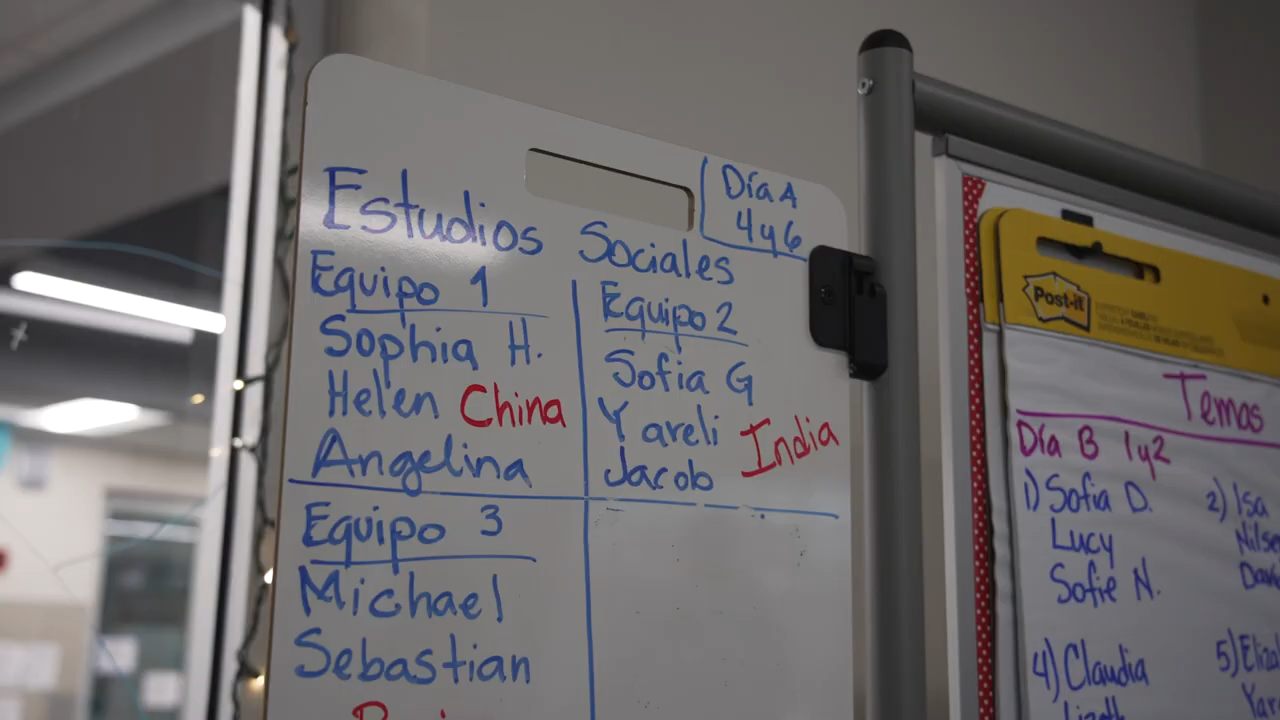 Estudios Sociales
Día A
4y6
Equipo 1
Sophia H.
Helen China
Angelina
Equipo 2
Sofia G
Yareli India
Jacob
Equipo 3
Michael
Sebastian
Post-it
Temas
Día B 1y2
1) Sofia D.
Lucy
Sofie N.
2) Isa
4) Claudia
5)